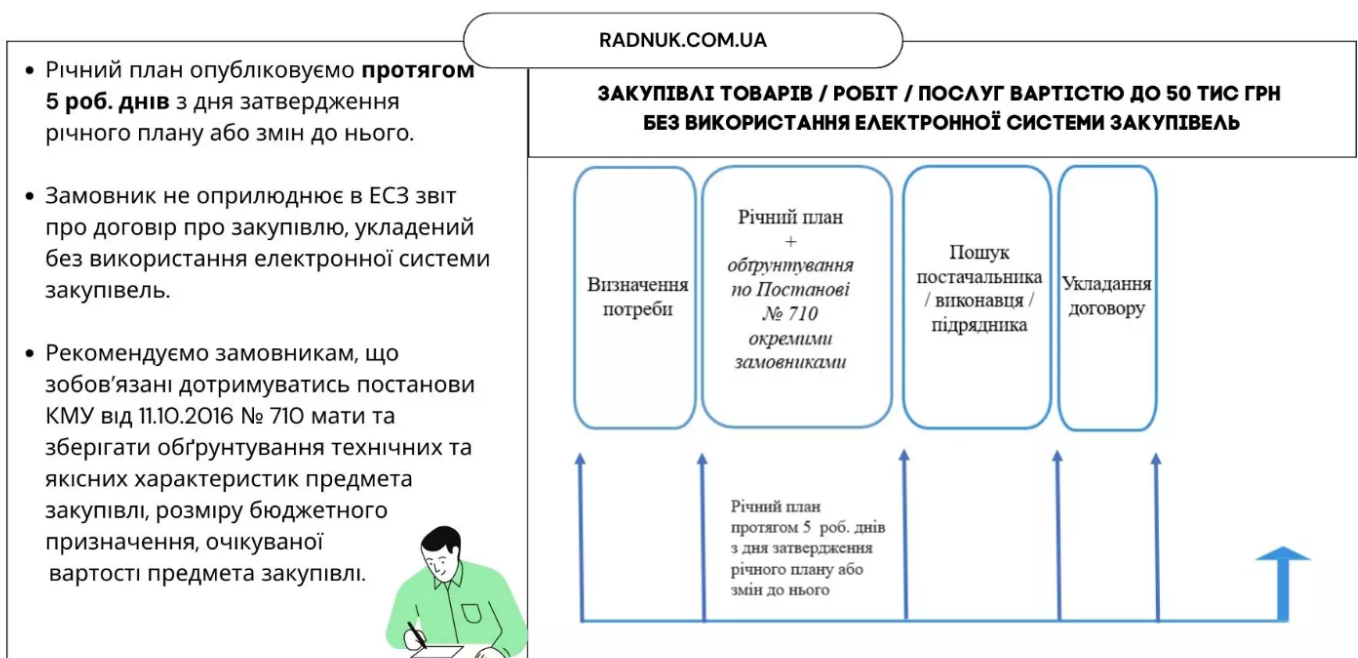 RADNUK.COM.UA
• Річний план опубліковуємо протягом
5 роб. днів з дня затвердження
річного плану або змін до нього.
• Замовник не оприлюднює в ЕСЗ звіт
про договір про закупівлю, укладений
без використання електронної системи
закупівель.
• Рекомендуємо замовникам, що
зобов’язані дотримуватись постанови
КМУ від 11.10.2016 № 710 мати та
зберігати обґрунтування технічних та
якісних характеристик предмета
закупівлі, розміру бюджетного
призначення, очікуваної
вартості предмета закупівлі.
ЗАКУПІВЛІ ТОВАРІВ / РОБІТ / ПОСЛУГ ВАРТІСТЮ ДО 50 ТИС ГРН
БЕЗ ВИКОРИСТАННЯ ЕЛЕКТРОННОЇ СИСТЕМИ ЗАКУПІВЕЛЬ
Визначення
потреби
Річний план
+
обґрунтування
по Постанові
№ 710
окремими
замовниками
Пошук
постачальника
/ виконавця /
підрядника
Укладання
договору
Річний план
протягом 5 роб. днів
з дня затвердження
річного плану або
змін до нього